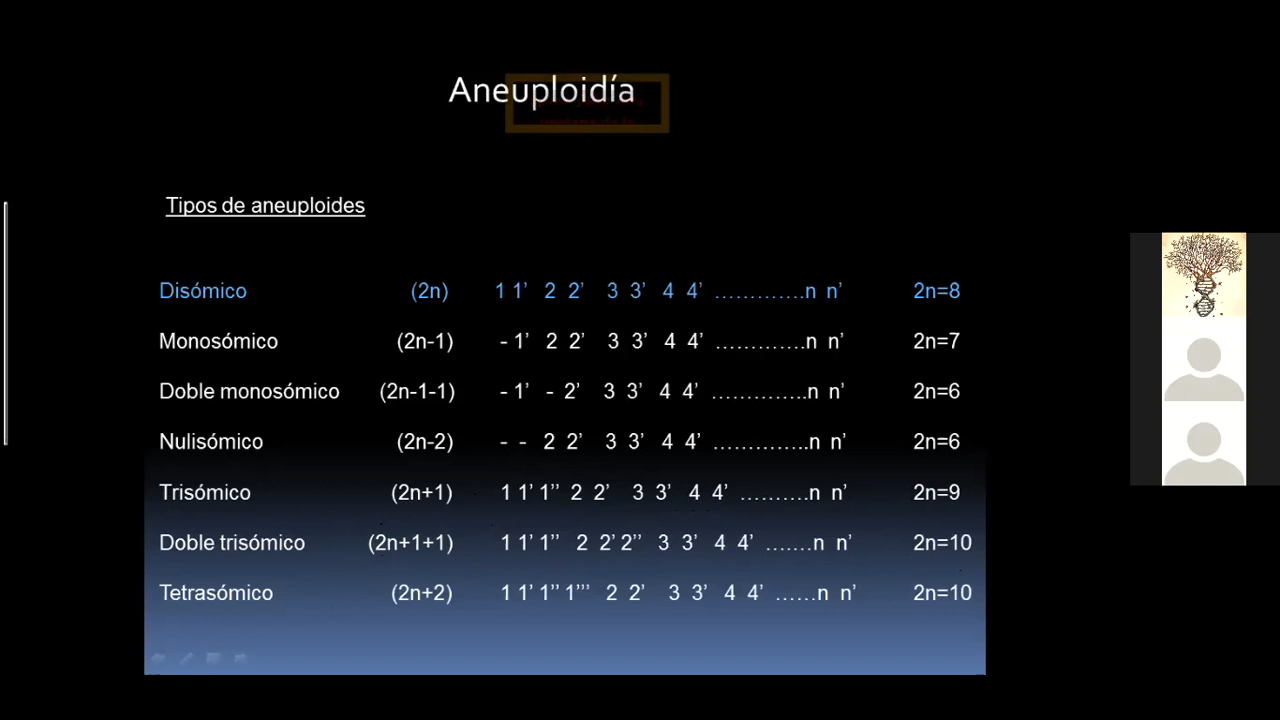 Aneuploidía
Tipos de aneuploides
Disómico (2n) 1 1’ 2 2’ 3 3’ 4 4’ ………….n n’ 2n=8
Monosómico (2n-1) - 1’ 2 2’ 3 3’ 4 4’ ………….n n’ 2n=7
Doble monosómico (2n-1-1) - 1’ - 2’ 3 3’ 4 4’ …………..n n’ 2n=6
Nulisómico (2n-2) - - 2 2’ 3 3’ 4 4’ …………..n n’ 2n=6
Trisómico (2n+1) 1 1’ 1’’ 2 2’ 3 3’ 4 4’ ……….n n’ 2n=9
Doble trisómico (2n+1+1) 1 1’ 1’’ 2 2’ 2’’ 3 3’ 4 4’ …….n n’ 2n=10
Tetrasómico (2n+2) 1 1’ 1’’ 1’’’ 2 2’ 3 3’ 4 4’ ……n n’ 2n=10